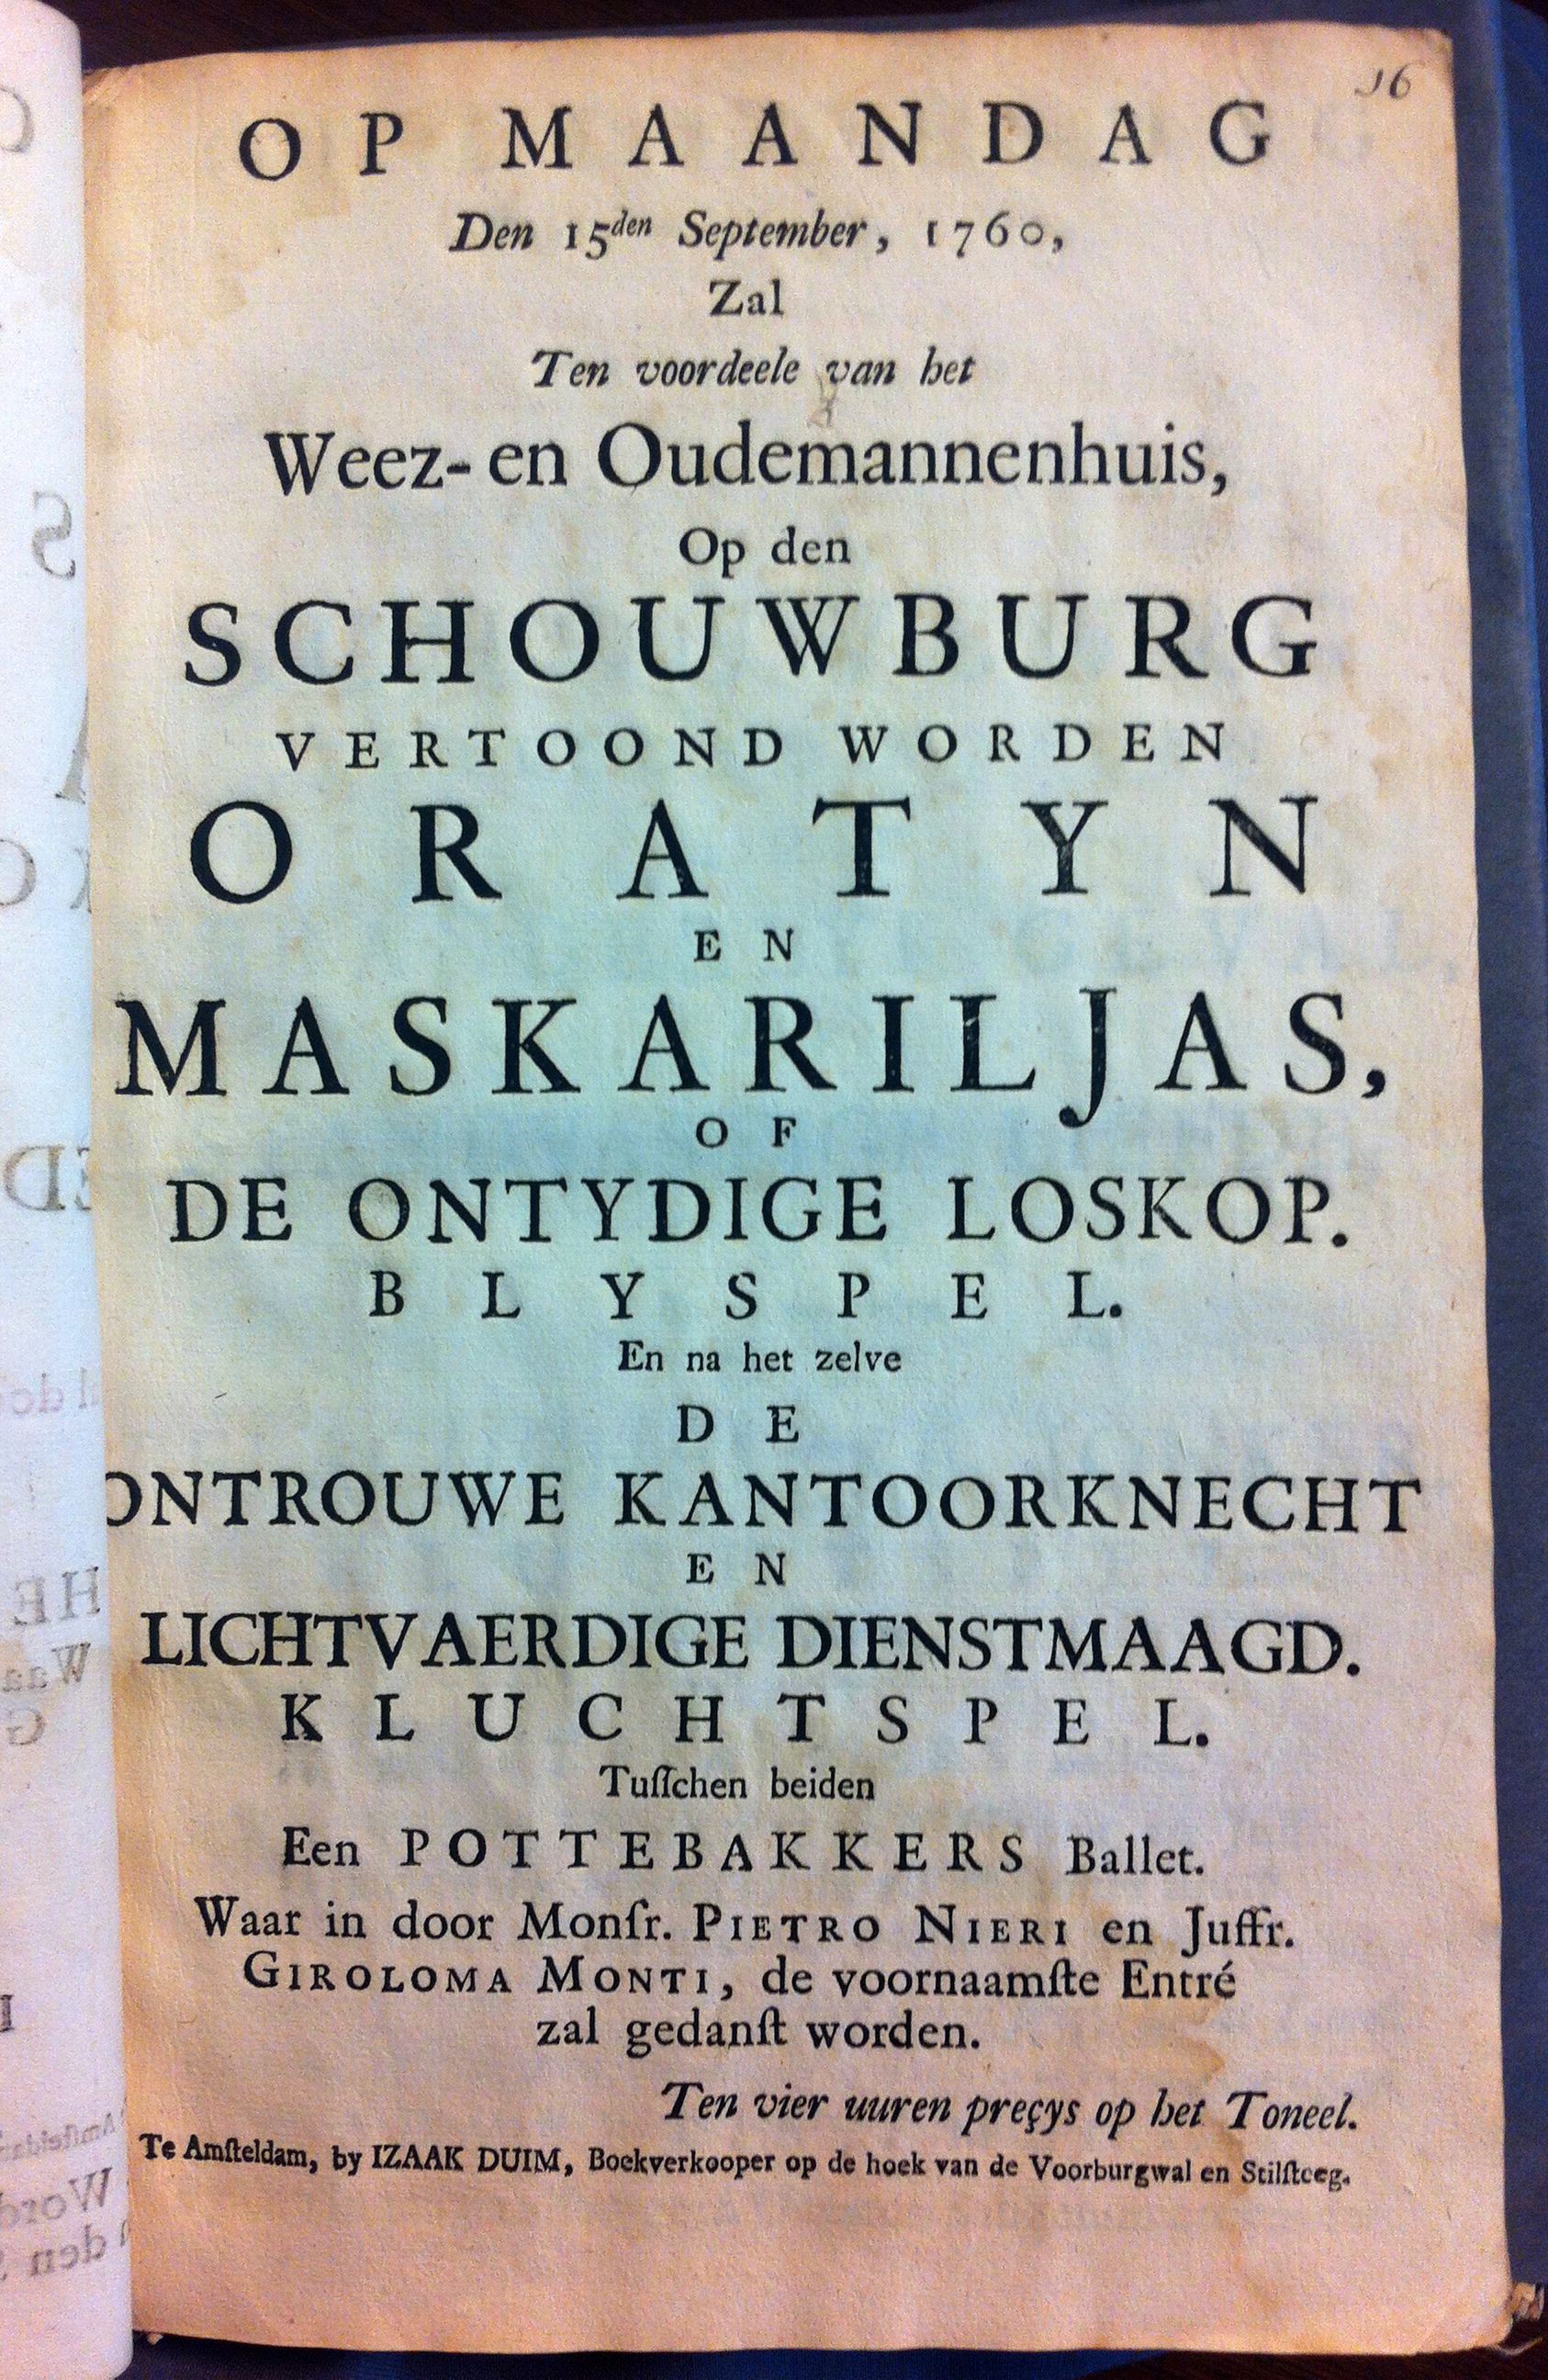 16
OP MAANDAG
Den 15den September, 1760,
Zal
Ten voordeele van het
Weez- en Oudemannenhuis,
Op den
SCHOUWBURG
VERTOOND WORDEN
ORATYN
EN
MASKARILJAS,
OF
DE ONTYDIGE LOSKOP.
BLYSPEL.
En na het zelve
DE
ONTROUWE KANTOORKNECHT
EN
LICHTVAERDIGE DIENSTMAAGD.
KLUCHTSPEL.
Tuſſchen beiden
Een POTTEBAKKERS Ballet.
Waar in door Monſr. PIETRO NIERI en Juffr.
GIROLOMA MONTI, de voornaamſte Entré
zal gedanſt worden.
Ten vier uuren preçys op het Toneel.
Te Amſteldam, by IZAAK DUIM, Boekverkooper op de hoek van de Voorburgwal en Stilſteeg.